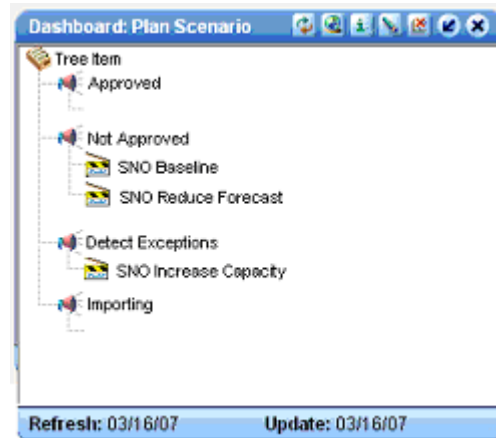 Dashboard: Plan Scenario
Tree Item
Approved
Not Approved
SNO Baseline
SNO Reduce Forecast
Detect Exceptions
SNO Increase Capacity
Importing
Refresh: 03/16/07 Update: 03/16/07